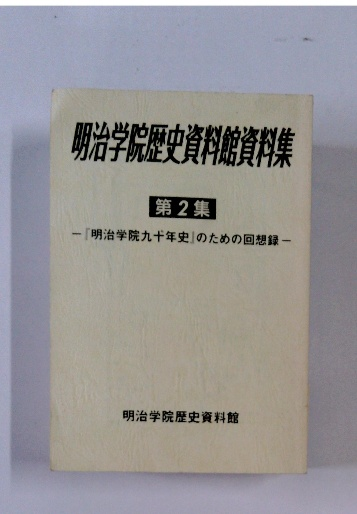 明治学院歴史資料館資料集
第2集
―『明治学院九十年史』のための回想録―
明治学院歴史資料館